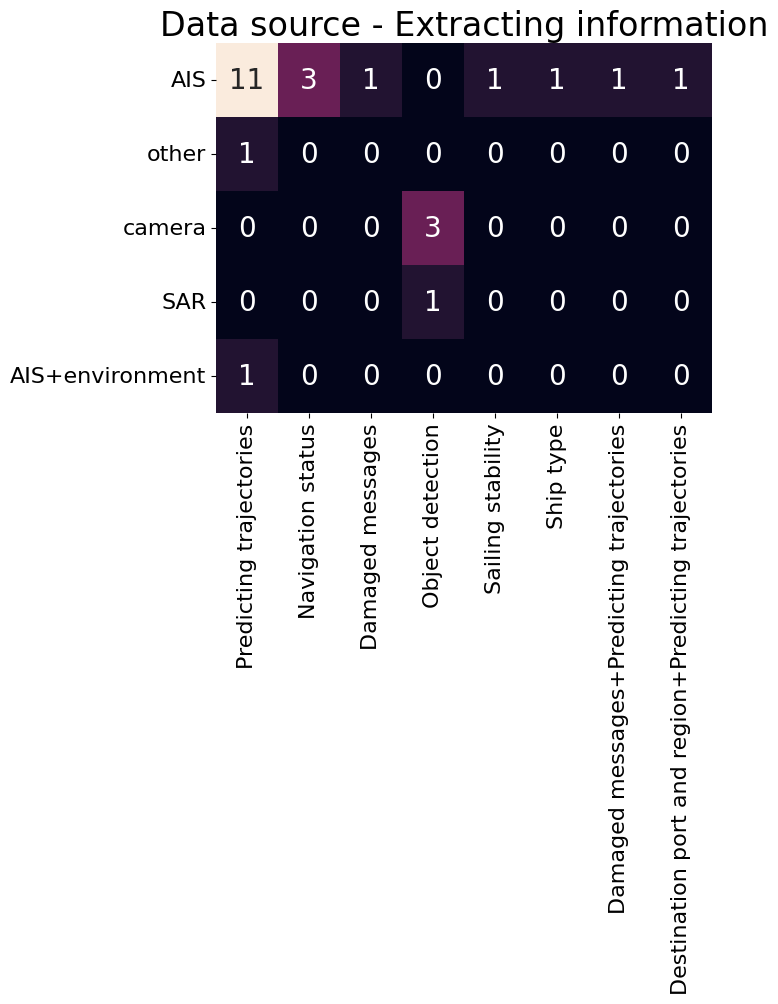 Data source - Extracting information
AIS 11 3 1 0 1 1 1 1
other 1 0 0 0 0 0 0 0
camera 0 0 0 3 0 0 0 0
SAR 0 0 0 1 0 0 0 0
AIS+environment 1 0 0 0 0 0 0 0
Predicting trajectories
Navigation status
Damaged messages
Object detection
Sailing stability
Ship type
Damaged messages+Predicting trajectories
Destination port and region+Predicting trajectories